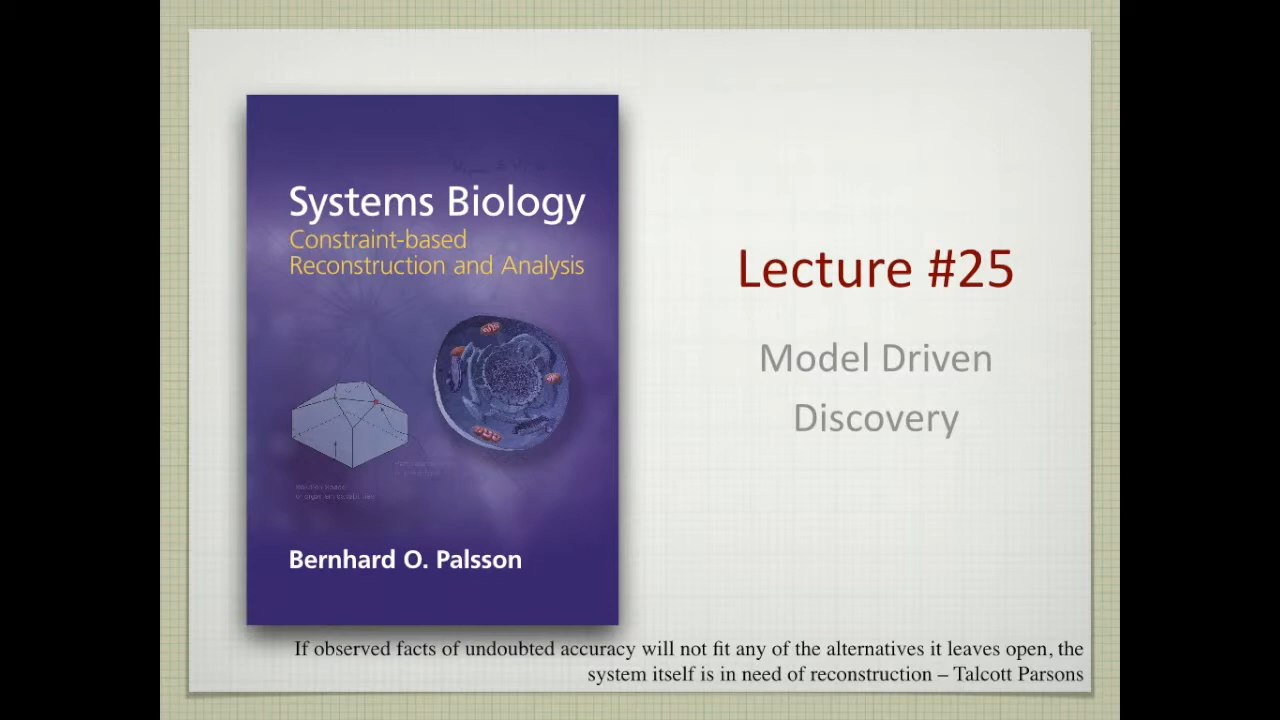 Systems Biology
Constraint-based
Reconstruction and Analysis
Bernhard O. Palsson
Lecture #25
Model Driven
Discovery
If observed facts of undoubted accuracy will not fit any of the alternatives it leaves open, the
system itself is in need of reconstruction – Talcott Parsons